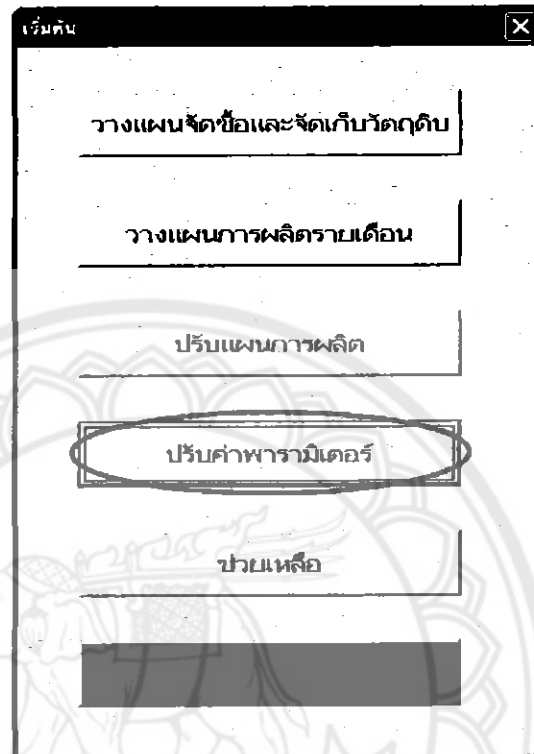 เริ่มต้น
วางแผนจัดซื้อและจัดเก็บวัตถุดิบ
วางแผนการผลิตรายเดือน
ปรับแผนการผลิต
ปรับค่าพารามิเตอร์
ช่วยเหลือ